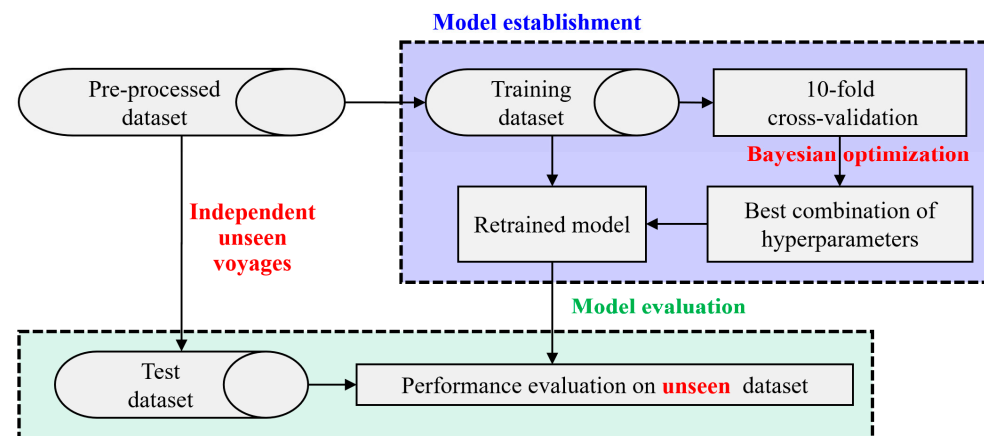 Model establishment
Pre-processed
dataset
Training
dataset
10-fold
cross-validation
Bayesian optimization
Independent
unseen
voyages
Retrained model
Best combination of
hyperparameters
Model evaluation
Test
dataset
Performance evaluation on unseen dataset